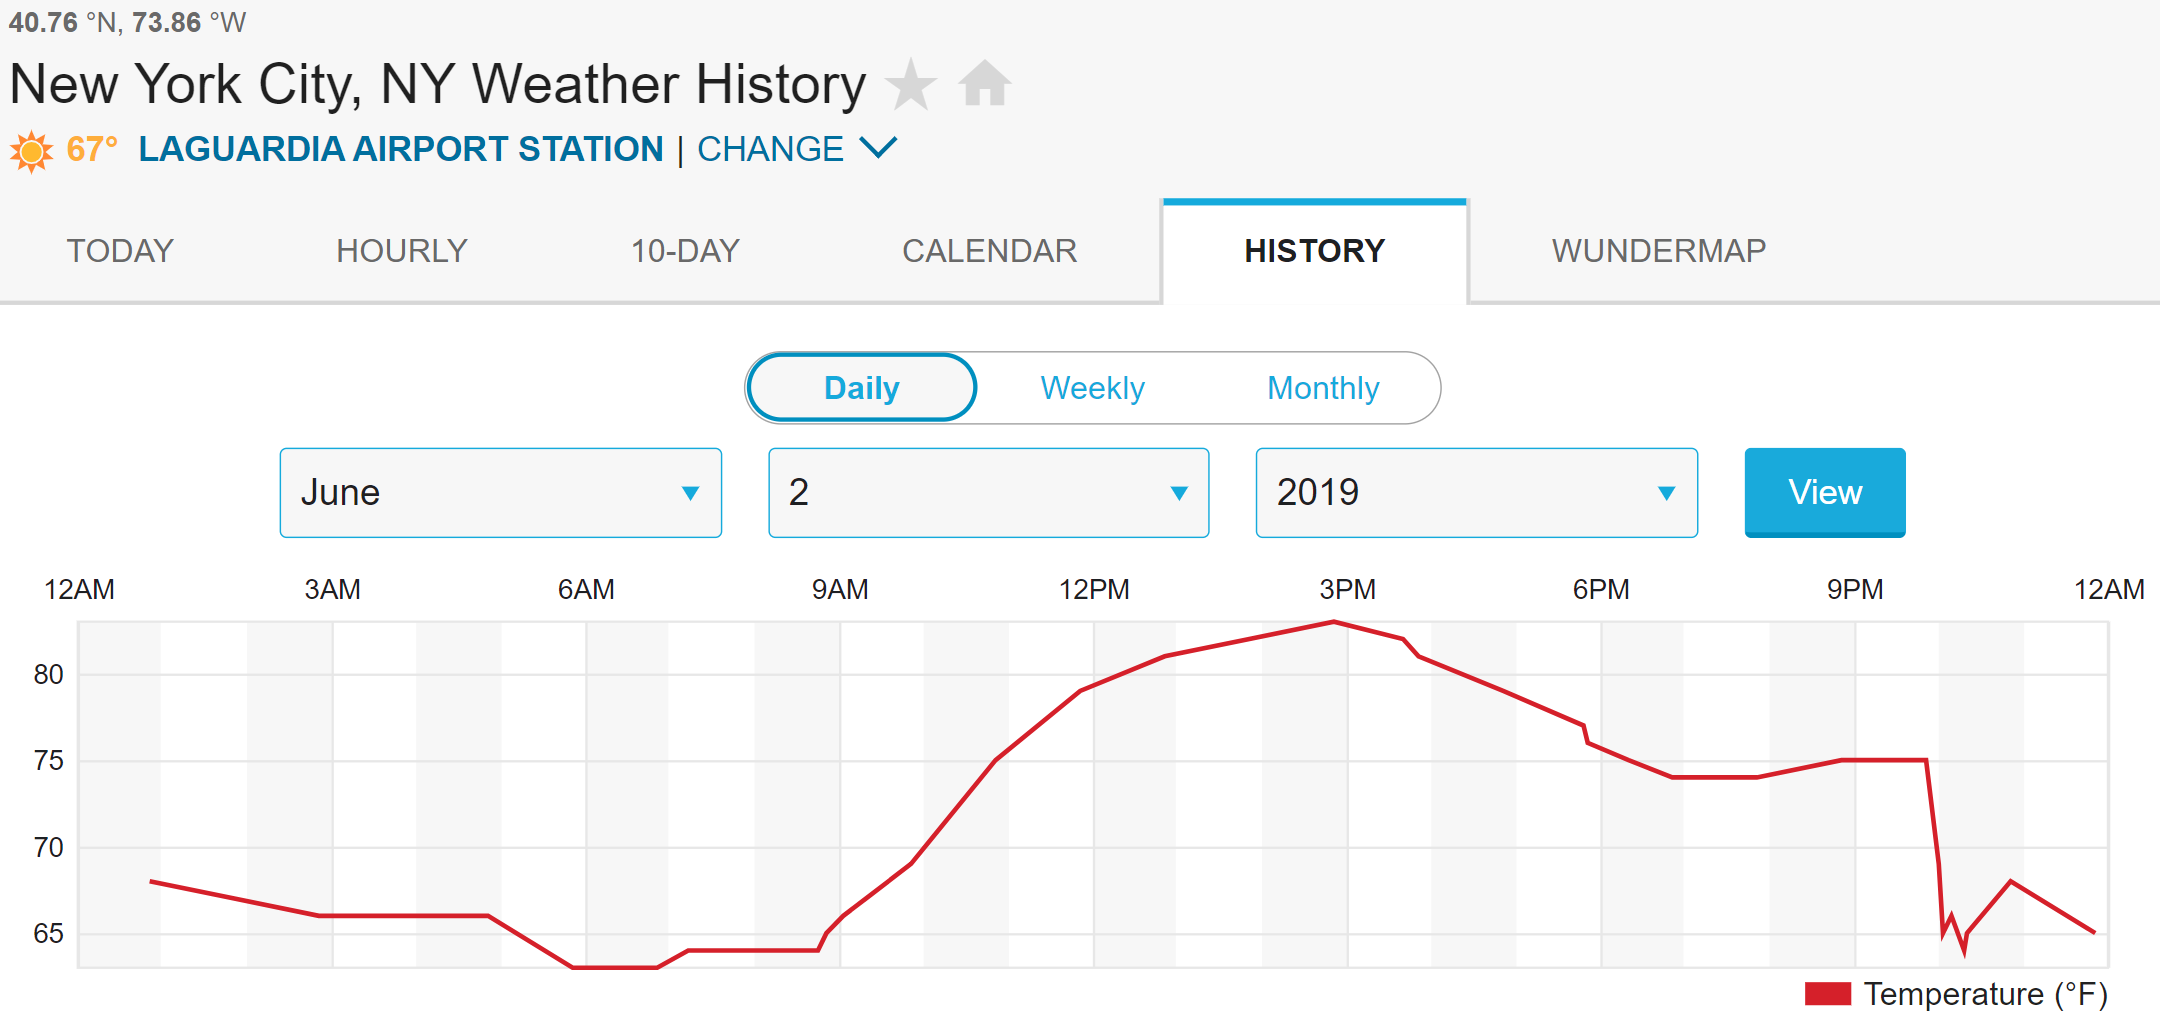 40.76 °N, 73.86 °W
New York City, NY Weather History
67° LAGUARDIA AIRPORT STATION | CHANGE
TODAY HOURLY 10-DAY CALENDAR HISTORY WUNDERMAP
Daily Weekly Monthly
June 2 2019 View
12AM 3AM 6AM 9AM 12PM 3PM 6PM 9PM 12AM
80
75
70
65
Temperature (°F)